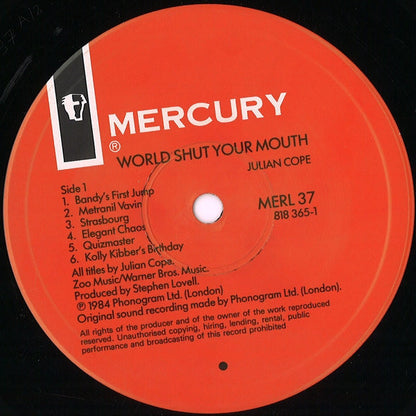 MERCURY
®
WORLD SHUT YOUR MOUTH
JULIAN COPE
Side 1
1. Bandy's First Jump
2. Metranil Vavin
3. Strasbourg
4. Elegant Chaos
5. Quizmaster
6. Kolly Kibber's Birthday
MERL 37
818 365-1
All titles by Julian Cope.
Zoo Music/Warner Bros. Music.
Produced by Stephen Lovell.
℗ 1984 Phonogram Ltd. (London)
Original sound recording made by Phonogram Ltd. (London).
All rights of the producer and of the owner of the work reproduced
reserved. Unauthorised copying, hiring, lending, rental, public
performance and broadcasting of this record prohibited